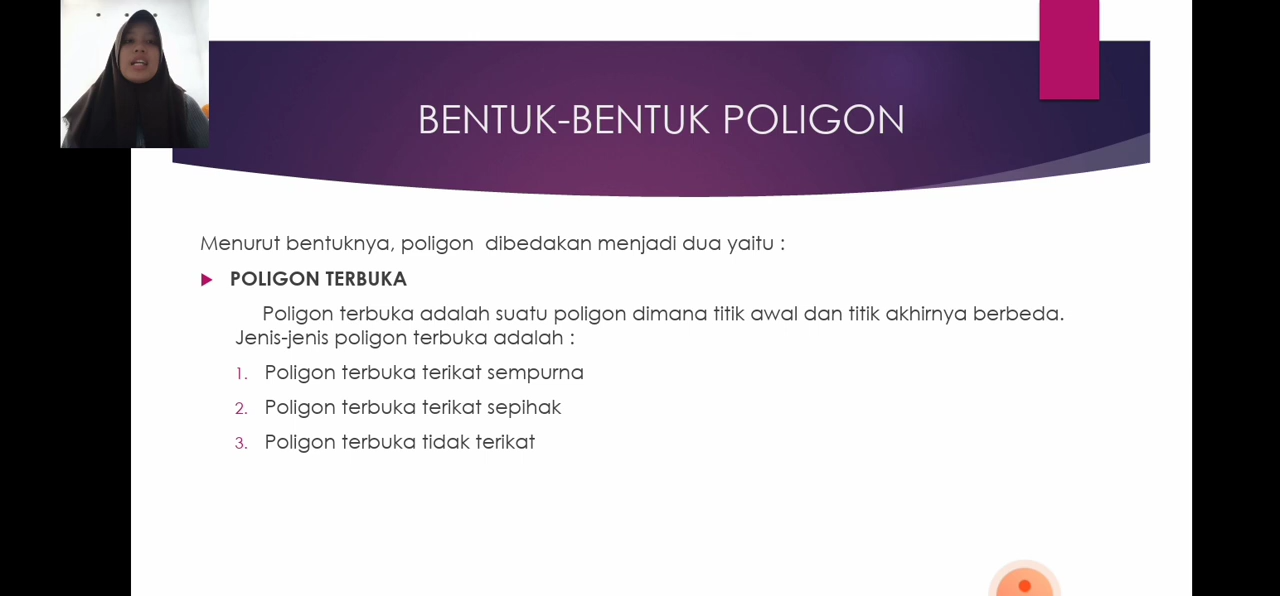 BENTUK-BENTUK POLIGON
Menurut bentuknya, poligon dibedakan menjadi dua yaitu :
POLIGON TERBUKA
Poligon terbuka adalah suatu poligon dimana titik awal dan titik akhirnya berbeda.
Jenis-jenis poligon terbuka adalah :
1. Poligon terbuka terikat sempurna
2. Poligon terbuka terikat sepihak
3. Poligon terbuka tidak terikat